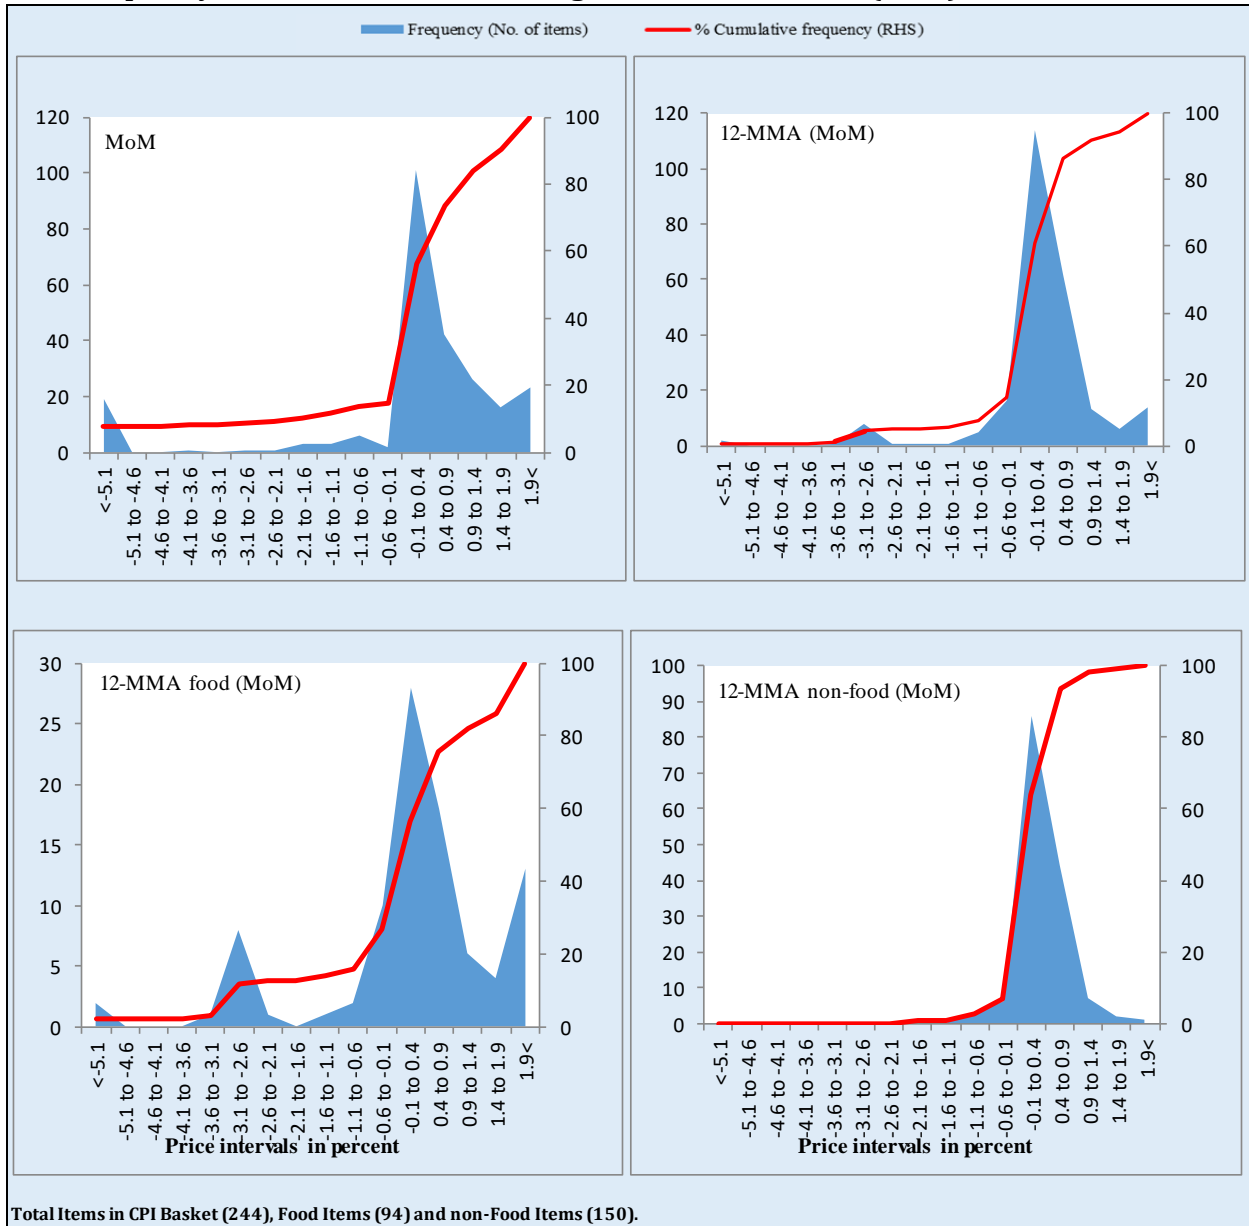 Frequency (No. of items) % Cumulative frequency (RHS)
MoM
120
100
80
60
40
20
0
100
80
60
40
20
0
<-5.1
-5.1 to -4.6
-4.6 to -4.1
-4.1 to -3.6
-3.6 to -3.1
-3.1 to -2.6
-2.6 to -2.1
-2.1 to -1.6
-1.6 to -1.1
-1.1 to -0.6
-0.6 to -0.1
-0.1 to 0.4
0.4 to 0.9
0.9 to 1.4
1.4 to 1.9
1.9<
12-MMA (MoM)
120
100
80
60
40
20
0
100
80
60
40
20
0
<-5.1
-5.1 to -4.6
-4.6 to -4.1
-4.1 to -3.6
-3.6 to -3.1
-3.1 to -2.6
-2.6 to -2.1
-2.1 to -1.6
-1.6 to -1.1
-1.1 to -0.6
-0.6 to -0.1
-0.1 to 0.4
0.4 to 0.9
0.9 to 1.4
1.4 to 1.9
1.9<
12-MMA food (MoM)
30
25
20
15
10
5
0
100
80
60
40
20
0
<-5.1
-5.1 to -4.6
-4.6 to -4.1
-4.1 to -3.6
-3.6 to -3.1
-3.1 to -2.6
-2.6 to -2.1
-2.1 to -1.6
-1.6 to -1.1
-1.1 to -0.6
-0.6 to -0.1
-0.1 to 0.4
0.4 to 0.9
0.9 to 1.4
1.4 to 1.9
1.9<
Price intervals in percent
12-MMA non-food (MoM)
100
90
80
70
60
50
40
30
20
10
0
100
80
60
40
20
0
<-5.1
-5.1 to -4.6
-4.6 to -4.1
-4.1 to -3.6
-3.6 to -3.1
-3.1 to -2.6
-2.6 to -2.1
-2.1 to -1.6
-1.6 to -1.1
-1.1 to -0.6
-0.6 to -0.1
-0.1 to 0.4
0.4 to 0.9
0.9 to 1.4
1.4 to 1.9
1.9<
Price intervals in percent
Total Items in CPI Basket (244), Food Items (94) and non-Food Items (150).